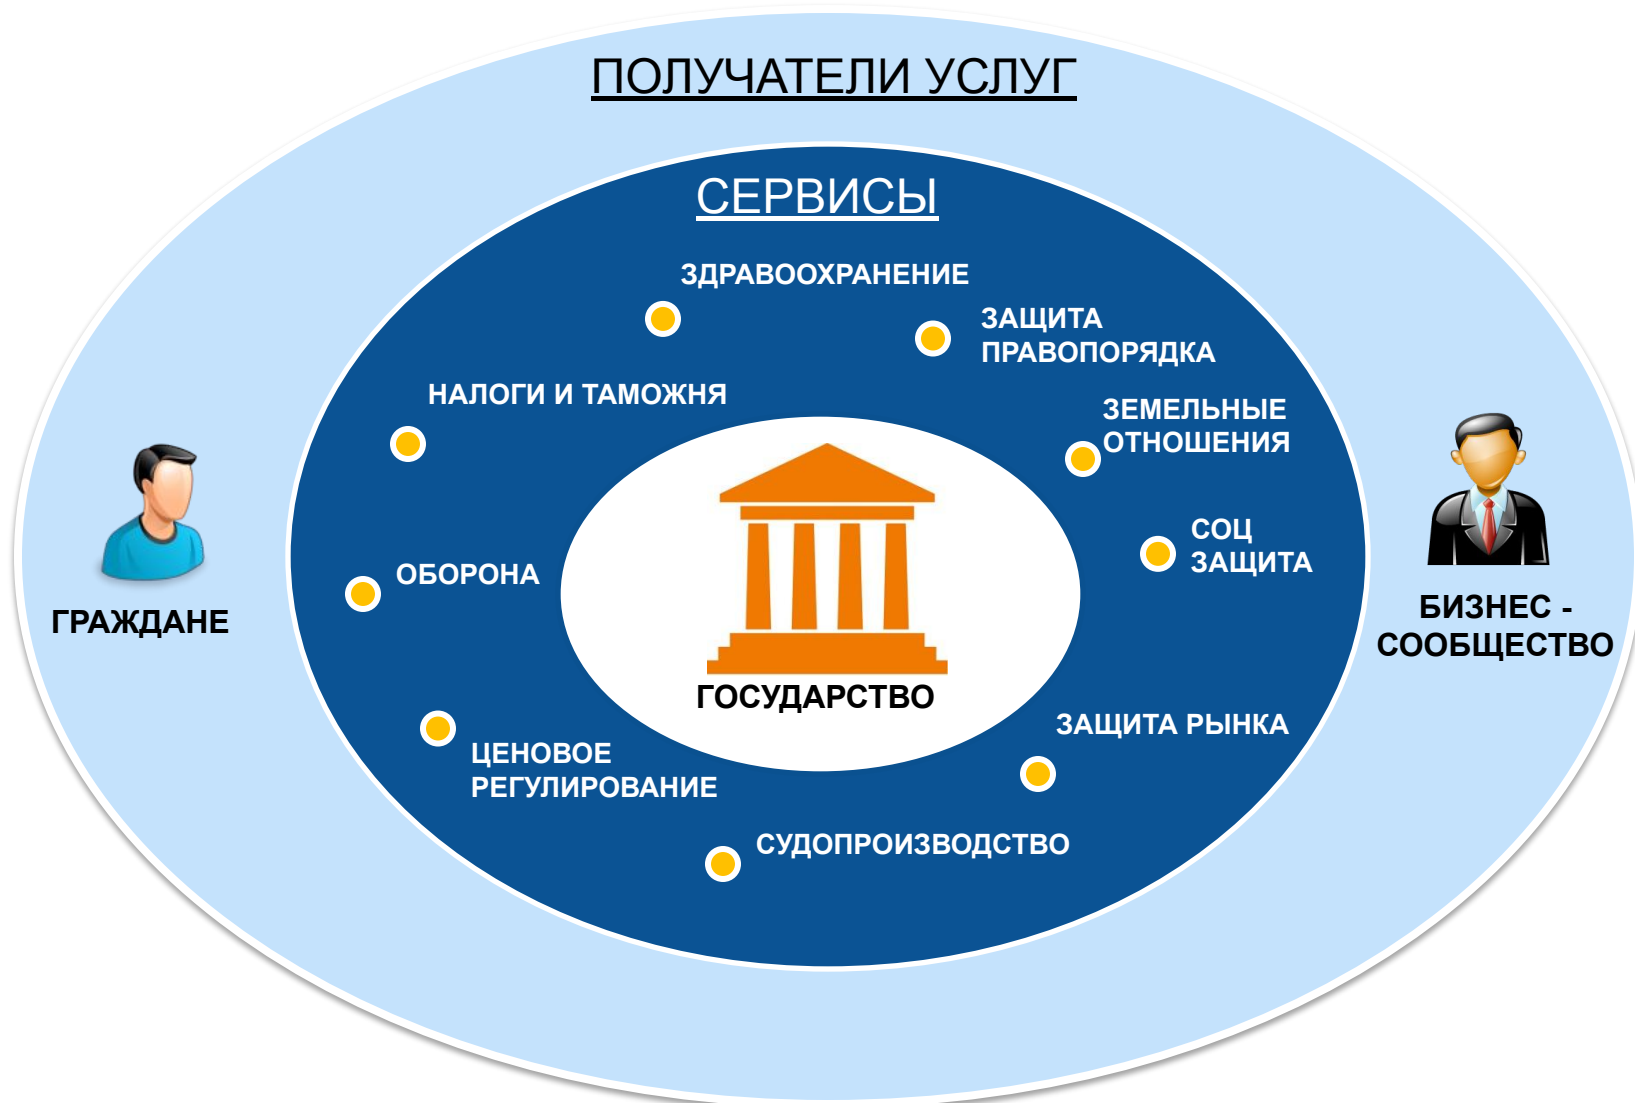 ПОЛУЧАТЕЛИ УСЛУГ
СЕРВИСЫ
ЗДРАВООХРАНЕНИЕ
ЗАЩИТА
ПРАВОПОРЯДКА
НАЛОГИ И ТАМОЖНЯ
ЗЕМЕЛЬНЫЕ
ОТНОШЕНИЯ
СОЦ
ЗАЩИТА
ОБОРОНА
ГРАЖДАНЕ
БИЗНЕС -
СООБЩЕСТВО
ГОСУДАРСТВО
ЗАЩИТА РЫНКА
ЦЕНОВОЕ
РЕГУЛИРОВАНИЕ
СУДОПРОИЗВОДСТВО